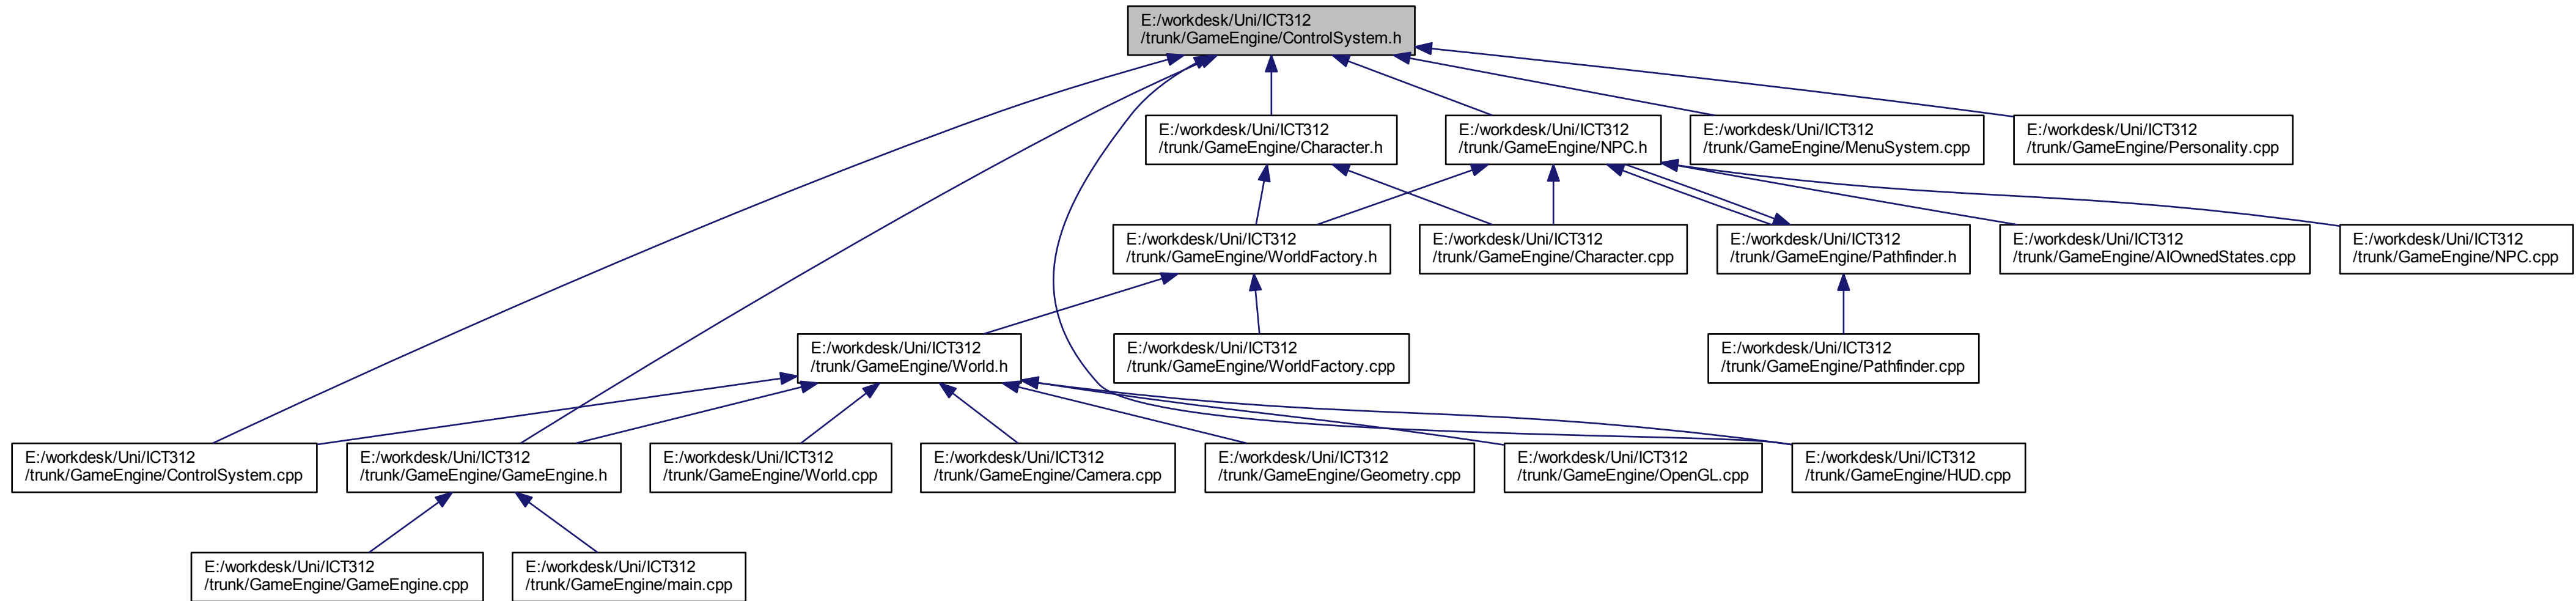 E:/workdesk/Uni/ICT312
/trunk/GameEngine/ControlSystem.h
E:/workdesk/Uni/ICT312
/trunk/GameEngine/Character.h
E:/workdesk/Uni/ICT312
/trunk/GameEngine/NPC.h
E:/workdesk/Uni/ICT312
/trunk/GameEngine/MenuSystem.cpp
E:/workdesk/Uni/ICT312
/trunk/GameEngine/Personality.cpp
E:/workdesk/Uni/ICT312
/trunk/GameEngine/WorldFactory.h
E:/workdesk/Uni/ICT312
/trunk/GameEngine/Character.cpp
E:/workdesk/Uni/ICT312
/trunk/GameEngine/Pathfinder.h
E:/workdesk/Uni/ICT312
/trunk/GameEngine/AIOwnedStates.cpp
E:/workdesk/Uni/ICT312
/trunk/GameEngine/NPC.cpp
E:/workdesk/Uni/ICT312
/trunk/GameEngine/World.h
E:/workdesk/Uni/ICT312
/trunk/GameEngine/WorldFactory.cpp
E:/workdesk/Uni/ICT312
/trunk/GameEngine/Pathfinder.cpp
E:/workdesk/Uni/ICT312
/trunk/GameEngine/ControlSystem.cpp
E:/workdesk/Uni/ICT312
/trunk/GameEngine/GameEngine.h
E:/workdesk/Uni/ICT312
/trunk/GameEngine/World.cpp
E:/workdesk/Uni/ICT312
/trunk/GameEngine/Camera.cpp
E:/workdesk/Uni/ICT312
/trunk/GameEngine/Geometry.cpp
E:/workdesk/Uni/ICT312
/trunk/GameEngine/OpenGL.cpp
E:/workdesk/Uni/ICT312
/trunk/GameEngine/HUD.cpp
E:/workdesk/Uni/ICT312
/trunk/GameEngine/GameEngine.cpp
E:/workdesk/Uni/ICT312
/trunk/GameEngine/main.cpp